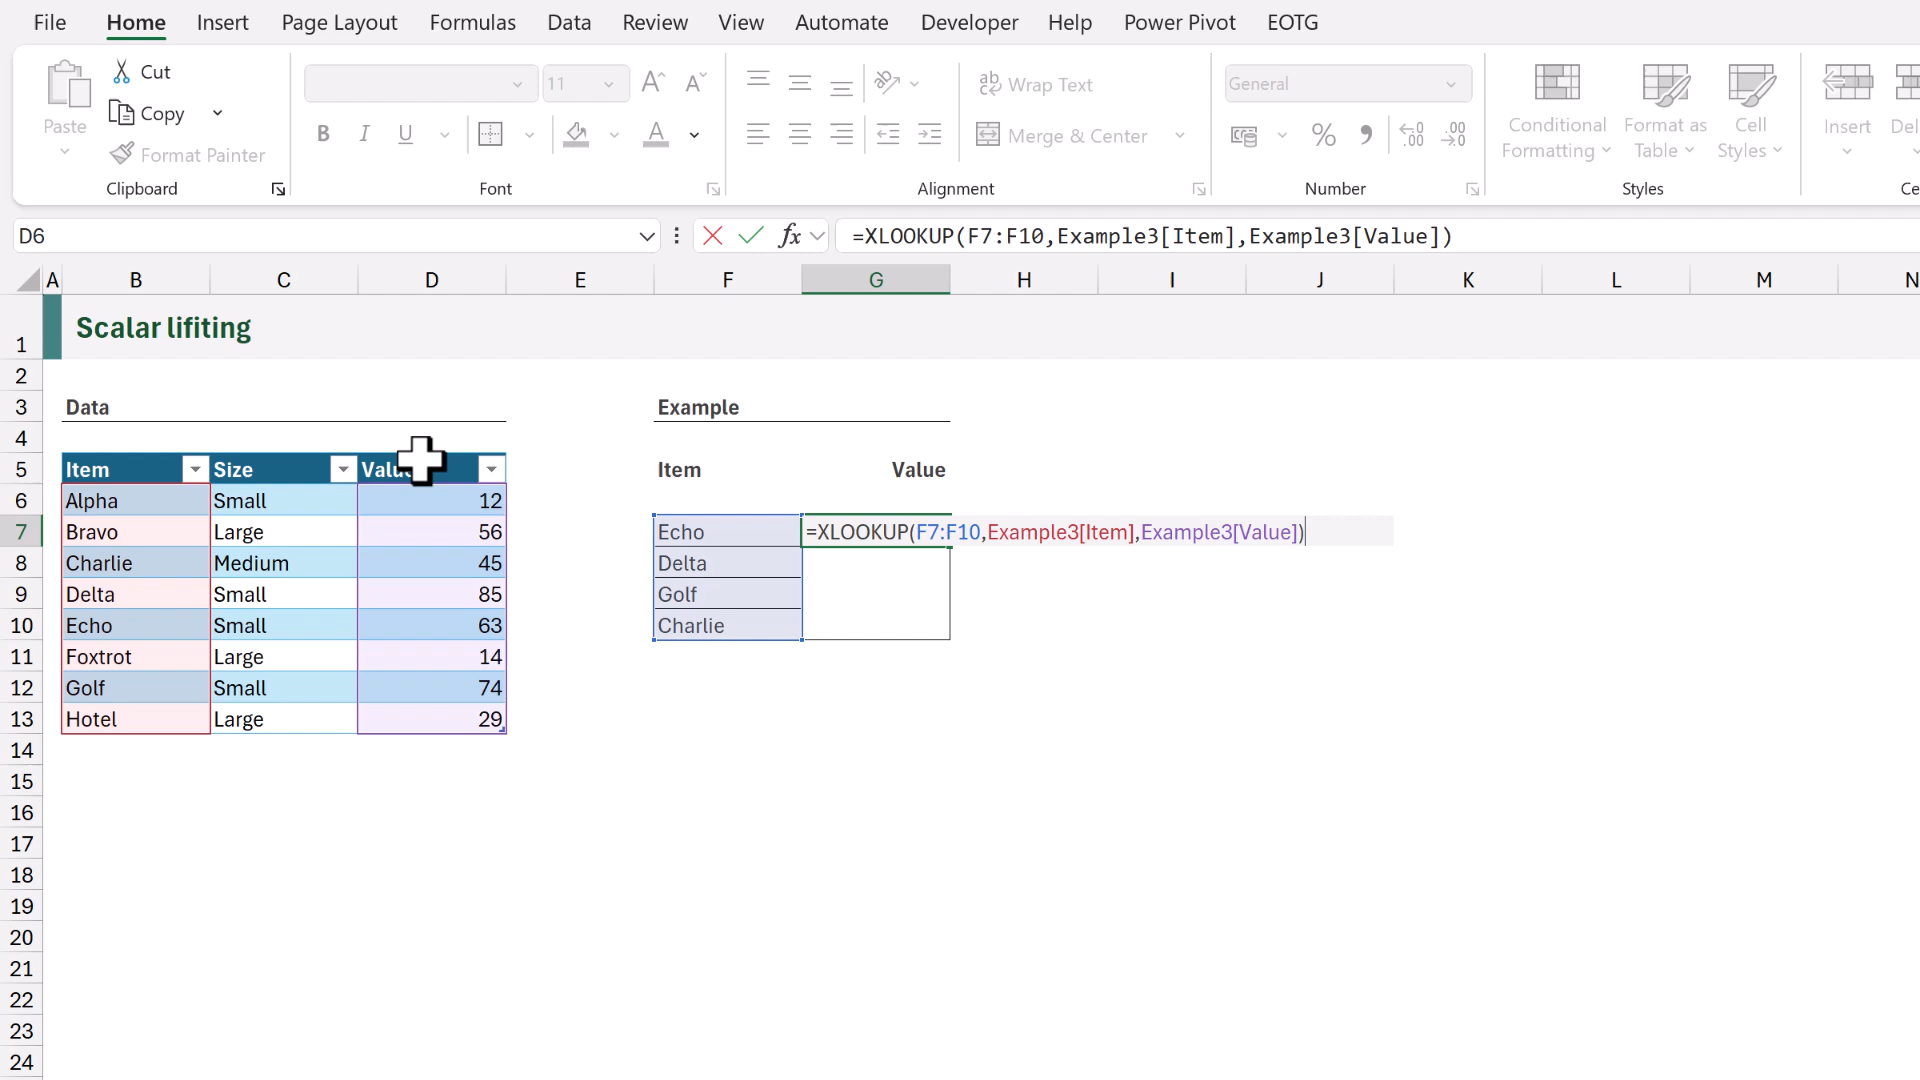 File Home Insert Page Layout Formulas Data Review View Automate Developer Help Power Pivot EOTG
Paste
Cut
Copy
Format Painter
Clipboard
11
B I U
Font
ab Wrap Text
Merge & Center
Alignment
General
% , .00
Number
Conditional Formatting
Format as Table
Cell Styles
Styles
Insert
Del
Ce
D6 fx =XLOOKUP(F7:F10,Example3[Item],Example3[Value])
A B C D E F G H I J K L M N
1 Scalar lifiting
2
3 Data Example
4
5 Item Size Item Value
6 Alpha Small 12
7 Bravo Large 56 Echo =XLOOKUP(F7:F10,Example3[Item],Example3[Value])
8 Charlie Medium 45 Delta
9 Delta Small 85 Golf
10 Echo Small 63 Charlie
11 Foxtrot Large 14
12 Golf Small 74
13 Hotel Large 29
14
15
16
17
18
19
20
21
22
23
24